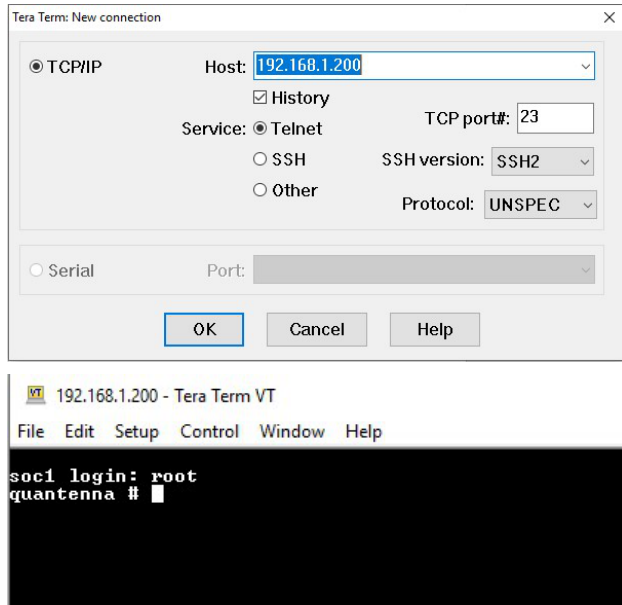 Tera Term: New connection
TCP/IP
Host: 192.168.1.200
History
Service: Telnet
TCP port#: 23
SSH
SSH version: SSH2
Other
Protocol: UNSPEC
Serial
Port:
OK Cancel Help
VT 192.168.1.200 - Tera Term VT
File Edit Setup Control Window Help
soc1 login: root
quantenna #